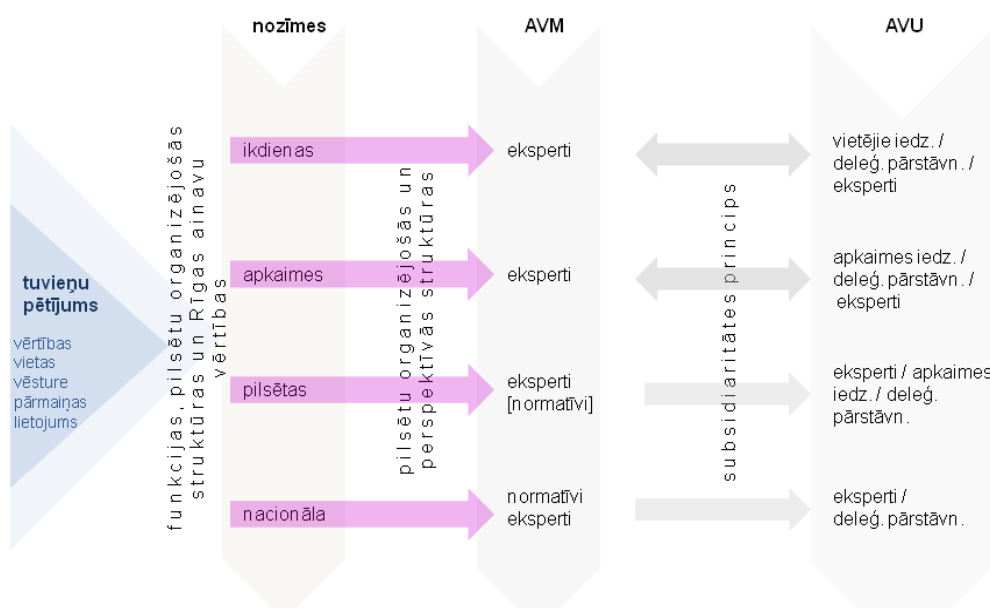 nozīmes
AVM
AVU
tuvieņu
pētījums
vērtības
vietas
vēsture
pārmaiņas
lietojums
funkcijas, pilsētu organizējošās
struktūras un Rīgas ainavu
vērtības
ikdienas
apkaimes
pilsētas
nacionāla
pilsētu organizējošās un
perspektīvās struktūras
eksperti
eksperti
eksperti
[normatīvi]
normatīvi
eksperti
subsidiaritātes princips
vietējie iedz. /
deleģ. pārstāvn. /
eksperti
apkaimes iedz. /
deleģ. pārstāvn. /
/ eksperti
eksperti / apkaimes
iedz. / deleģ.
pārstāvn.
eksperti /
deleģ. pārstāvn.